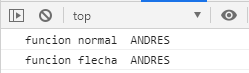 top
funcion normal  ANDRES
funcion flecha  ANDRES